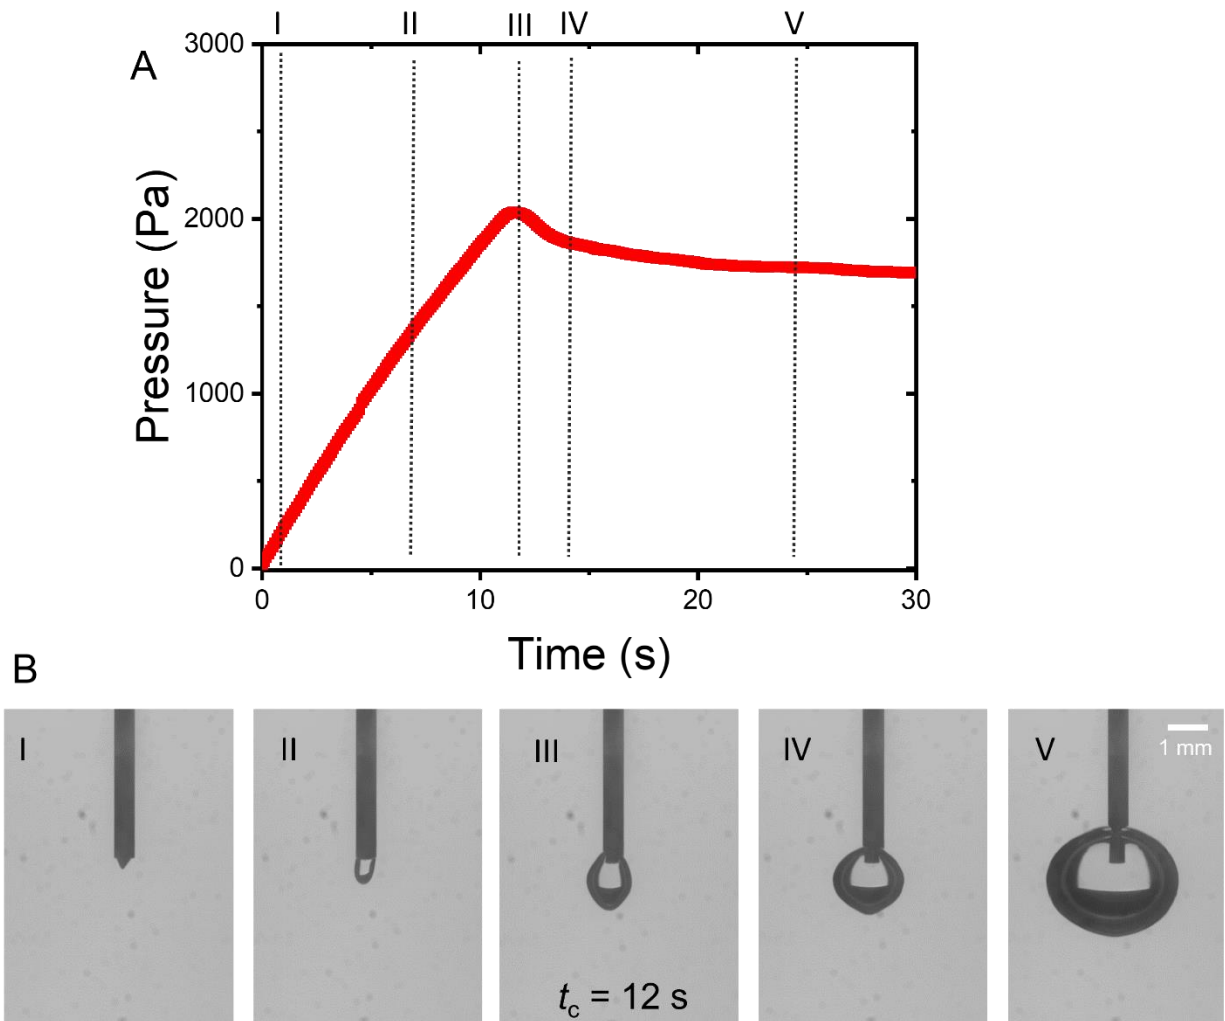 I II III IV V
A
3000
2000
1000
0
Pressure (Pa)
0 10 20 30
Time (s)
B
I II III IV V
1 mm
t_c = 12 s